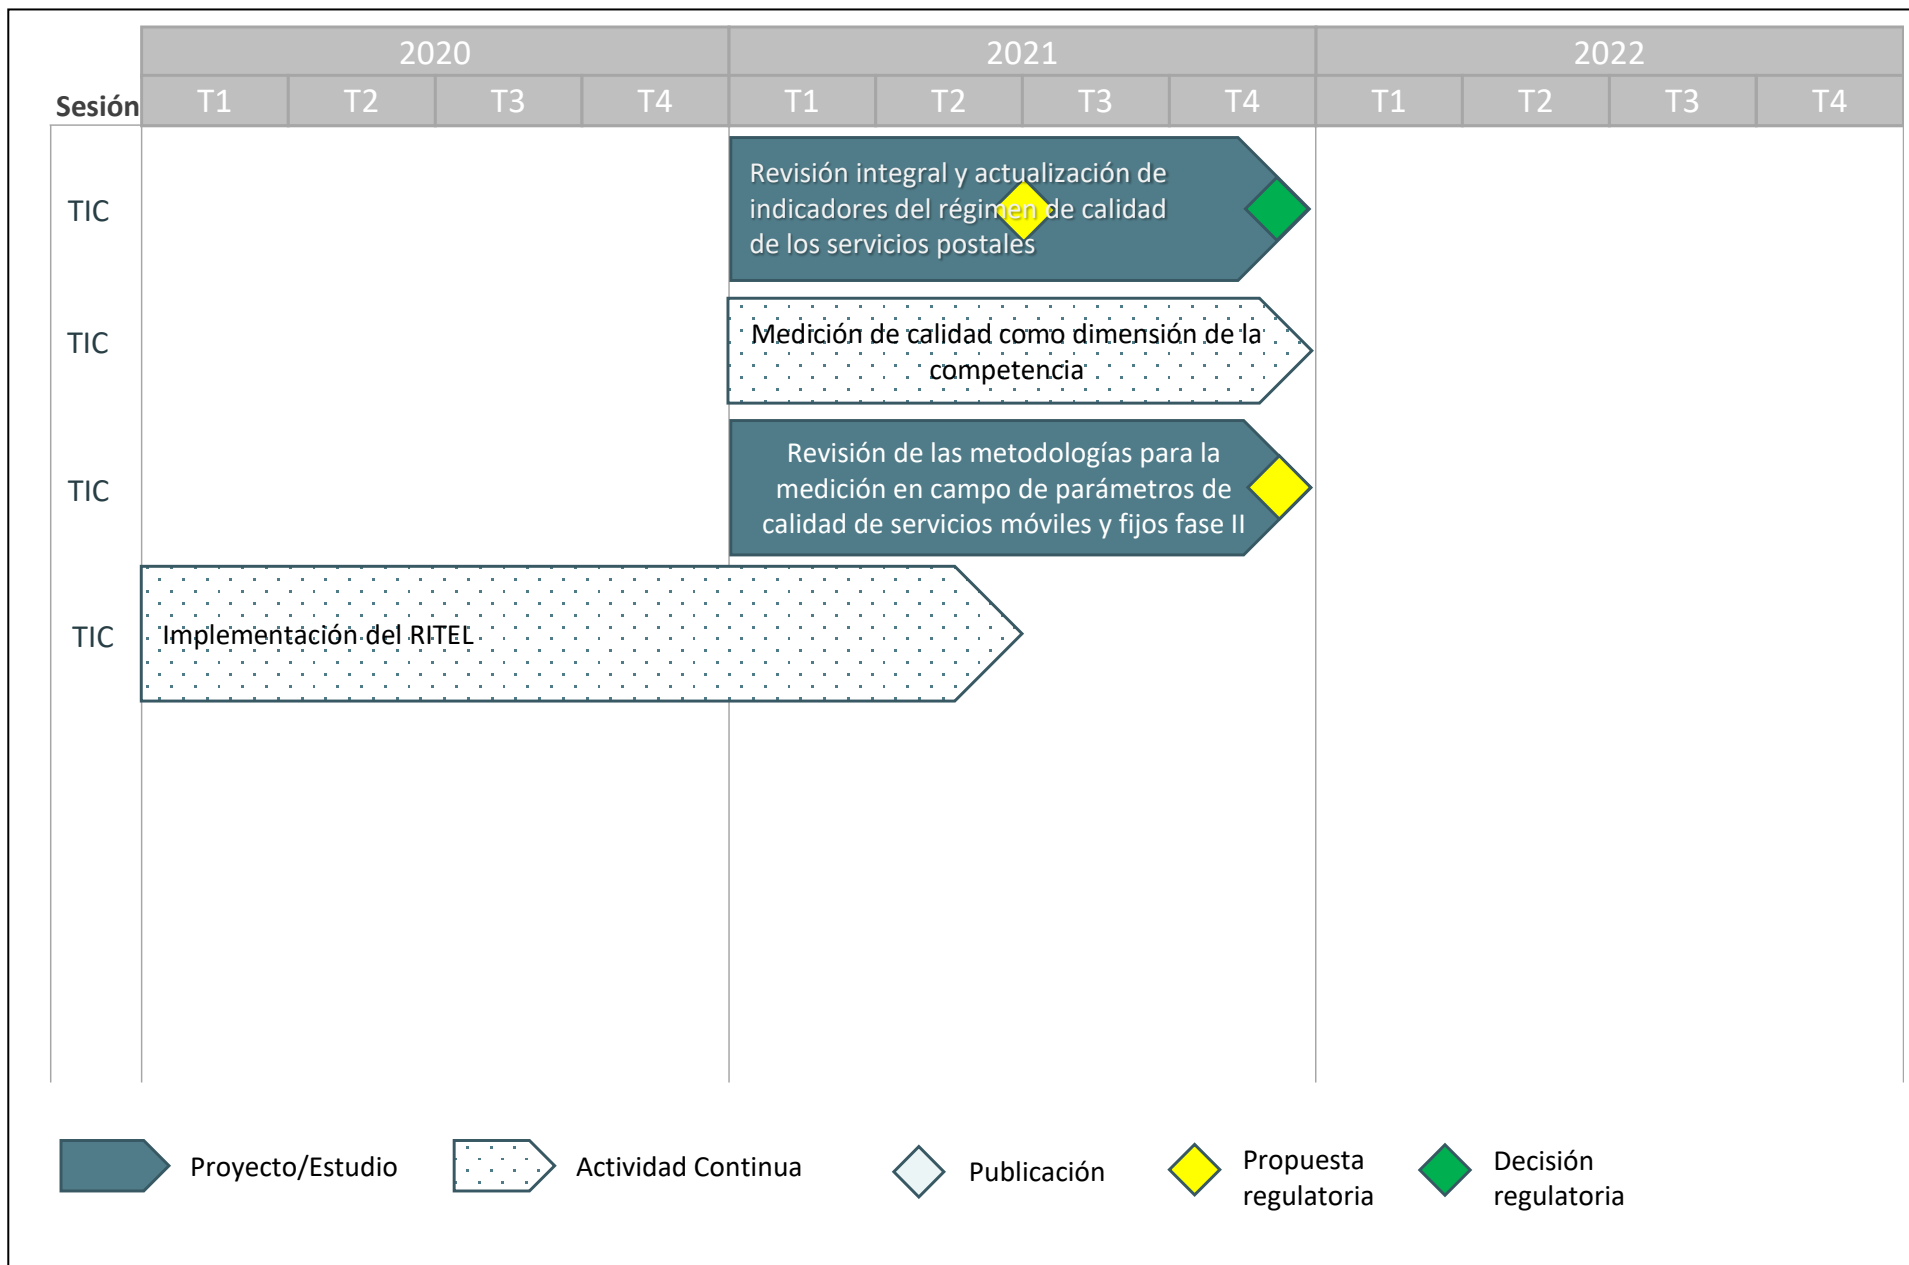 2020
2021
2022
Sesión
T1
T2
T3
T4
T1
T2
T3
T4
T1
T2
T3
T4
TIC
Revisión integral y actualización de
indicadores del régimen de calidad
de los servicios postales
TIC
Medición de calidad como dimensión de la
competencia
TIC
Revisión de las metodologías para la
medición en campo de parámetros de
calidad de servicios móviles y fijos fase II
TIC
Implementación del RITEL
Proyecto/Estudio
Actividad Continua
Publicación
Propuesta
regulatoria
Decisión
regulatoria